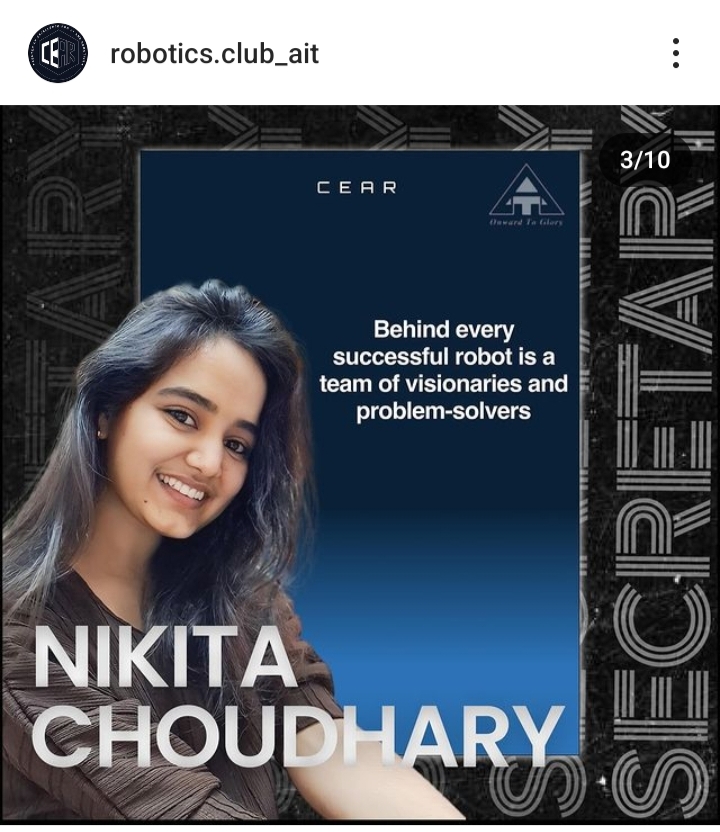 robotics.club_ait
3/10
CEAR
Onward To Glory
Behind every
successful robot is a
team of visionaries and
problem-solvers
NIKITA
CHOUDHARY
SECRETARY